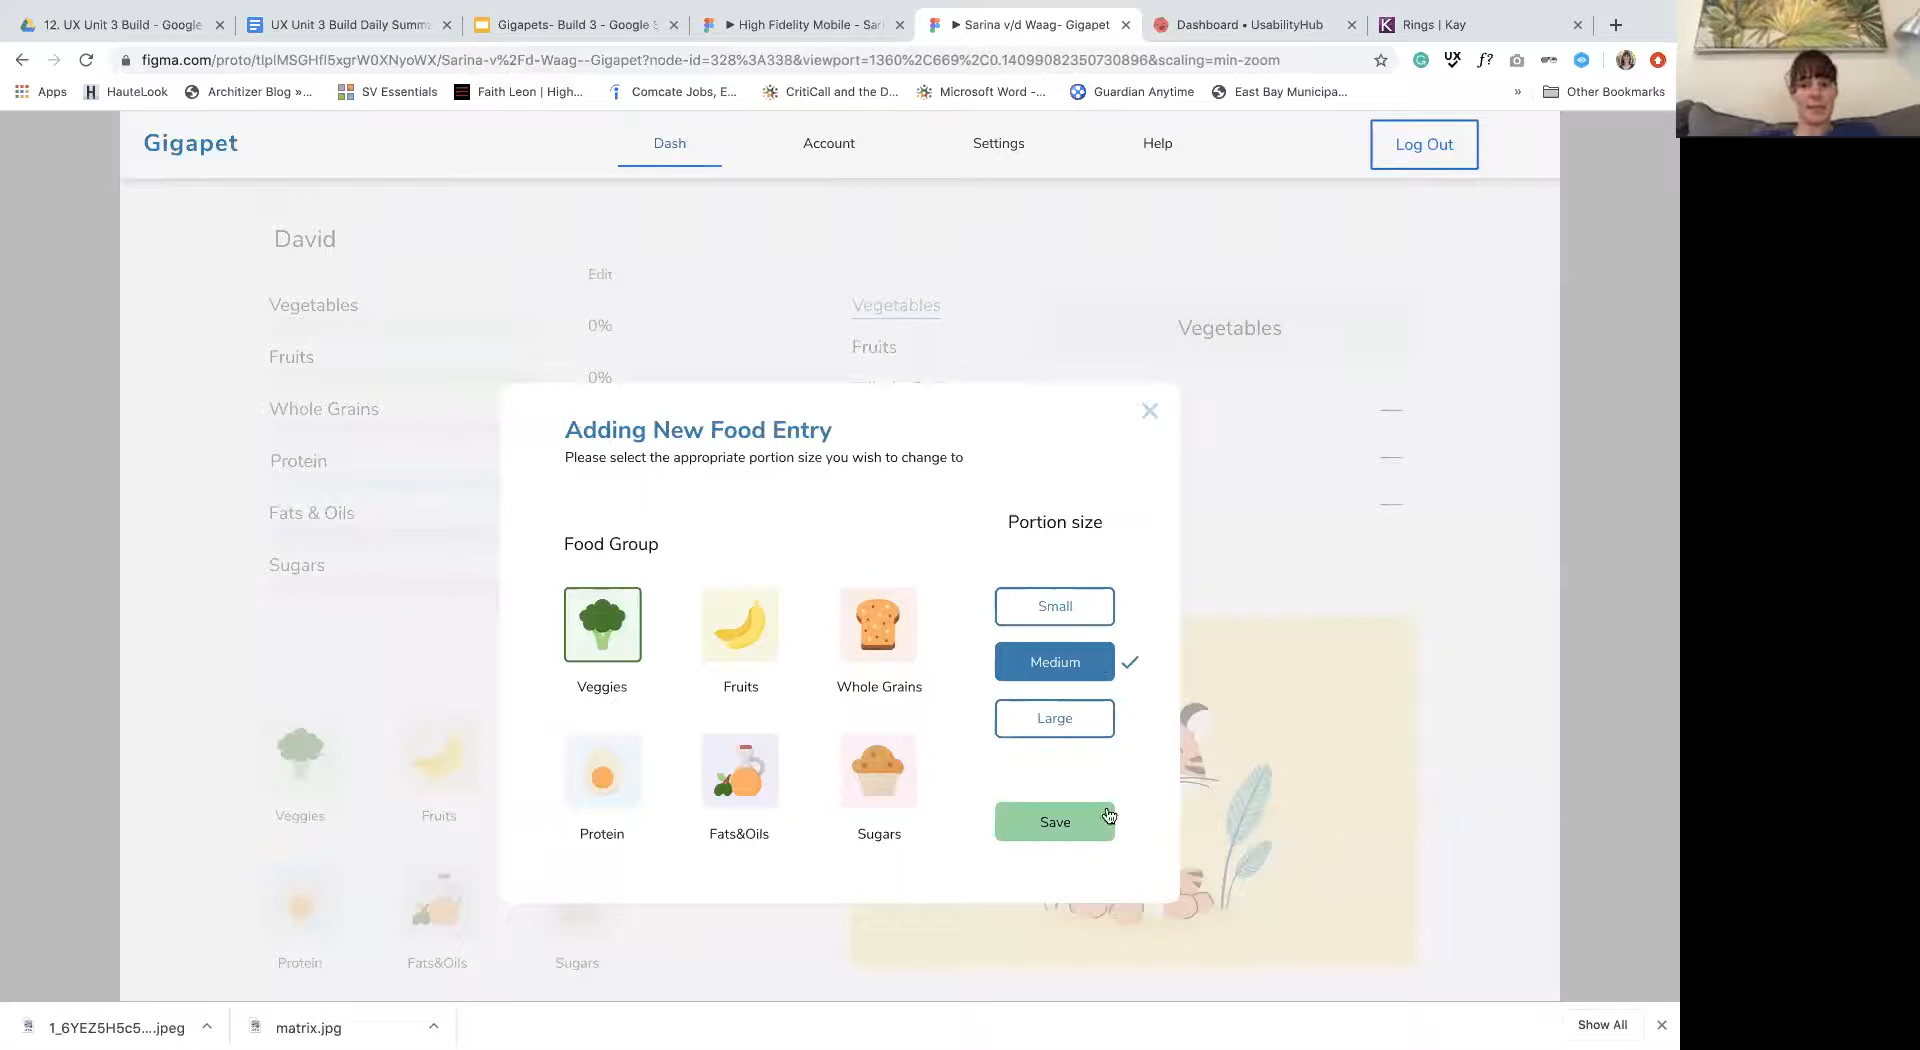 12. UX Unit 3 Build - Google
UX Unit 3 Build Daily Summ
Gigapets- Build 3 - Google S
High Fidelity Mobile - Sari
Sarina v/d Waag- Gigapet
Dashboard • UsabilityHub
Rings | Kay
figma.com/proto/tlplMSGHfl5xgrW0XNyoWX/Sarina-v%2Fd-Waag--Gigapet?node-id=328%3A338&viewport=1360%2C669%2C0.14099082350730896&scaling=min-zoom
UX
f?
Apps
HauteLook
Architizer Blog »...
SV Essentials
Faith Leon | High...
Comcate Jobs, E...
CritiCall and the D...
Microsoft Word -...
Guardian Anytime
East Bay Municipa...
»
Other Bookmarks
Gigapet
Dash
Account
Settings
Help
Log Out
David
Edit
Vegetables
0%
Fruits
0%
Whole Grains
Protein
Fats & Oils
Sugars
Vegetables
Fruits
Vegetables
Adding New Food Entry
Please select the appropriate portion size you wish to change to
Food Group
Portion size
Veggies
Fruits
Whole Grains
Protein
Fats&Oils
Sugars
Small
Medium
Large
Save
Veggies
Fruits
Protein
Fats&Oils
Sugars
1_6YEZ5H5c5....jpeg
matrix.jpg
Show All